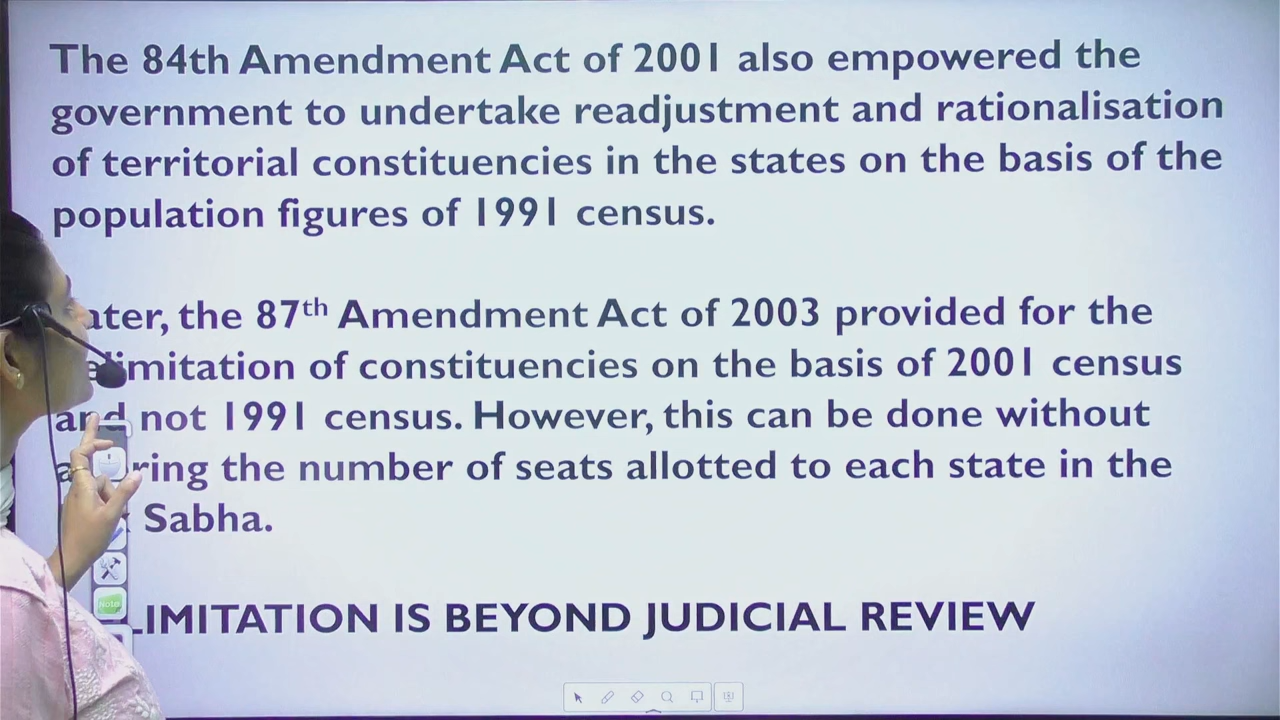 The 84th Amendment Act of 2001 also empowered the
government to undertake readjustment and rationalisation
of territorial constituencies in the states on the basis of the
population figures of 1991 census.
ater, the 87th Amendment Act of 2003 provided for the
limitation of constituencies on the basis of 2001 census
and not 1991 census. However, this can be done without
ring the number of seats allotted to each state in the
Sabha.
LIMITATION IS BEYOND JUDICIAL REVIEW
Note